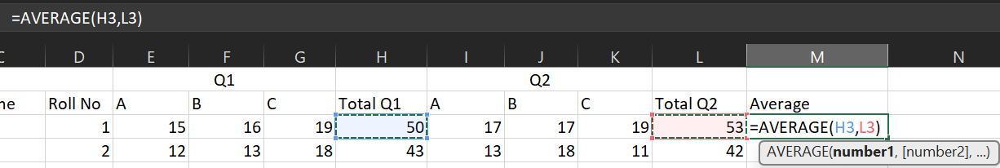 =AVERAGE(H3,L3)
C D E F G H I J K L M N
Q1 Q2
me Roll No A B C Total Q1 A B C Total Q2 Average
1 15 16 19 50 17 17 19 53 =AVERAGE(H3,L3)
2 12 13 18 43 13 18 11 42
AVERAGE(number1, [number2], ...)